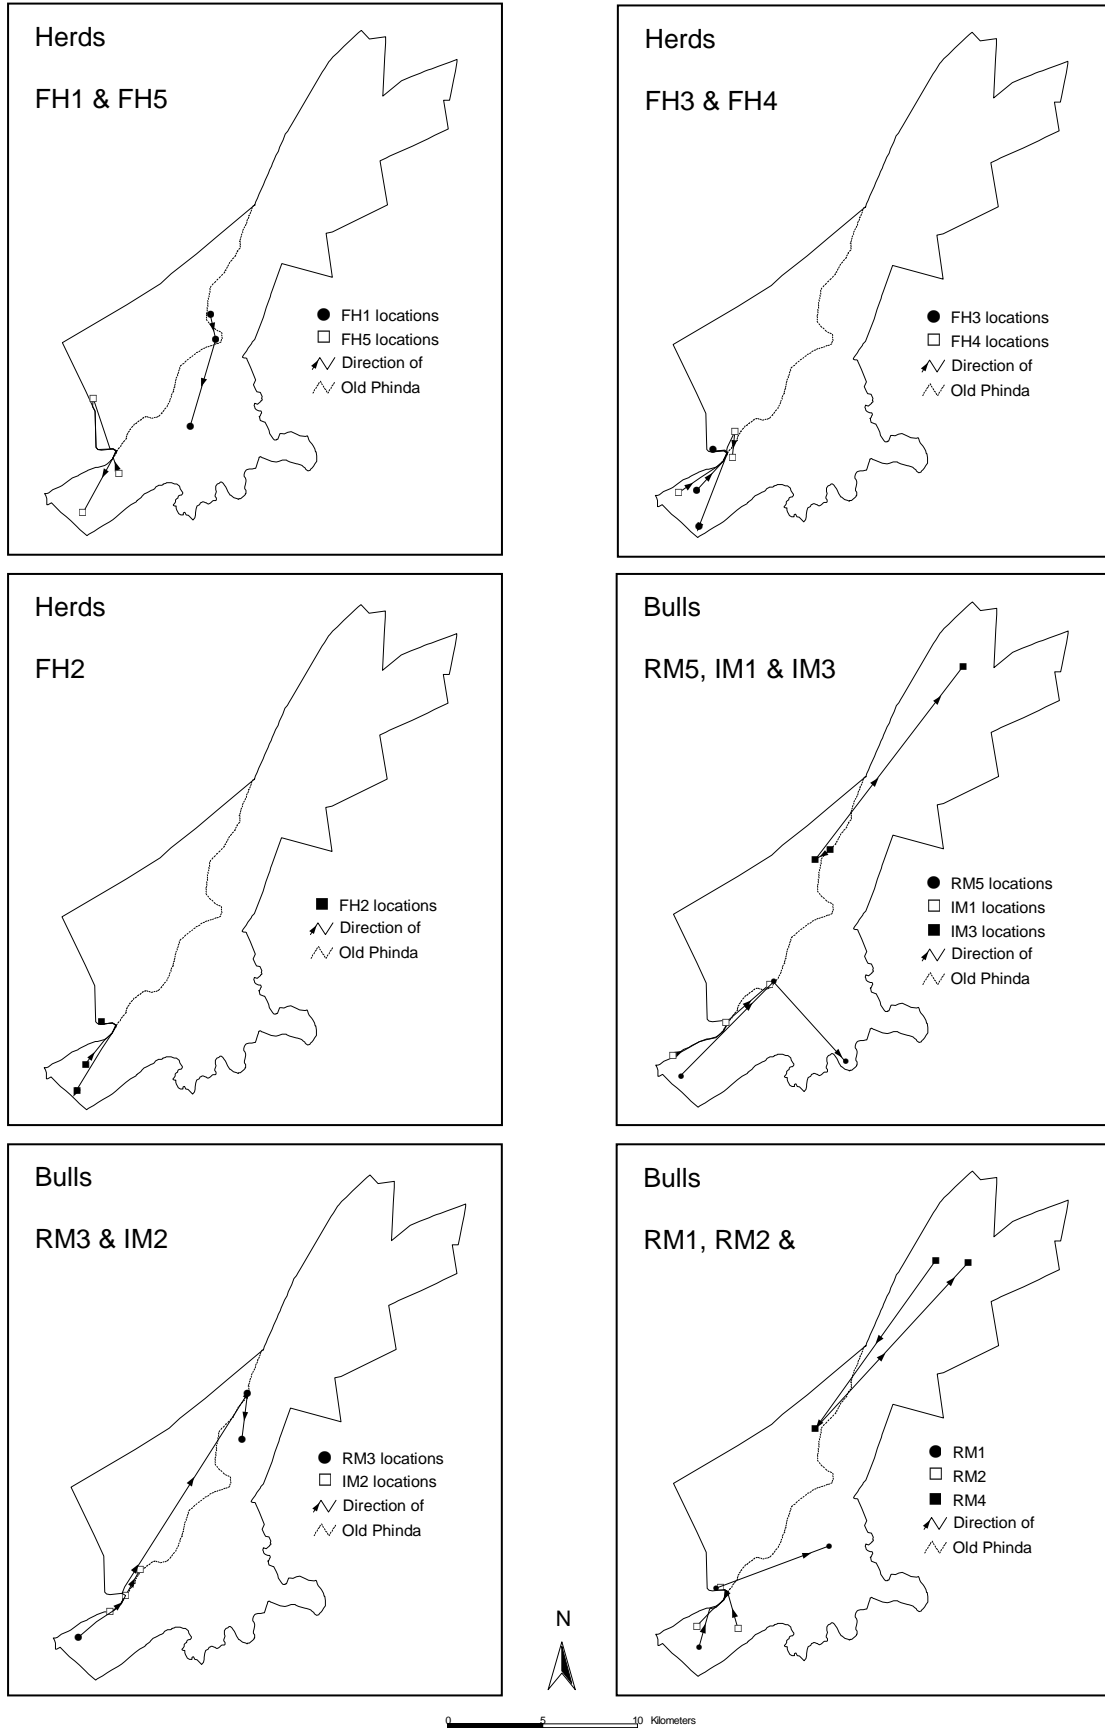 Herds
FH1 & FH5
FH1 locations
FH5 locations
Direction of
Old Phinda
Herds
FH3 & FH4
FH3 locations
FH4 locations
Direction of
Old Phinda
Herds
FH2
FH2 locations
Direction of
Old Phinda
Bulls
RM5, IM1 & IM3
RM5 locations
IM1 locations
IM3 locations
Direction of
Old Phinda
Bulls
RM3 & IM2
RM3 locations
IM2 locations
Direction of
Old Phinda
Bulls
RM1, RM2 &
RM1
RM2
RM4
Direction of
Old Phinda
N
0 5 10 Kilometers